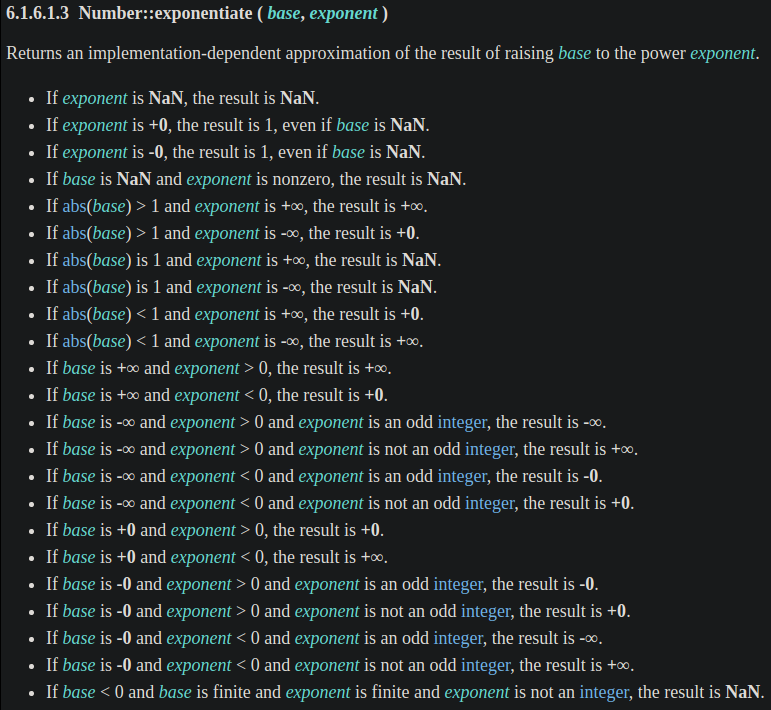 6.1.6.1.3 Number::exponentiate ( base, exponent )
Returns an implementation-dependent approximation of the result of raising base to the power exponent.
• If exponent is NaN, the result is NaN.
• If exponent is +0, the result is 1, even if base is NaN.
• If exponent is -0, the result is 1, even if base is NaN.
• If base is NaN and exponent is nonzero, the result is NaN.
• If abs(base) > 1 and exponent is +∞, the result is +∞.
• If abs(base) > 1 and exponent is -∞, the result is +0.
• If abs(base) is 1 and exponent is +∞, the result is NaN.
• If abs(base) is 1 and exponent is -∞, the result is NaN.
• If abs(base) < 1 and exponent is +∞, the result is +0.
• If abs(base) < 1 and exponent is -∞, the result is +∞.
• If base is +∞ and exponent > 0, the result is +∞.
• If base is +∞ and exponent < 0, the result is +0.
• If base is -∞ and exponent > 0 and exponent is an odd integer, the result is -∞.
• If base is -∞ and exponent > 0 and exponent is not an odd integer, the result is +∞.
• If base is -∞ and exponent < 0 and exponent is an odd integer, the result is -0.
• If base is -∞ and exponent < 0 and exponent is not an odd integer, the result is +0.
• If base is +0 and exponent > 0, the result is +0.
• If base is +0 and exponent < 0, the result is +∞.
• If base is -0 and exponent > 0 and exponent is an odd integer, the result is -0.
• If base is -0 and exponent > 0 and exponent is not an odd integer, the result is +0.
• If base is -0 and exponent < 0 and exponent is an odd integer, the result is -∞.
• If base is -0 and exponent < 0 and exponent is not an odd integer, the result is +∞.
• If base < 0 and base is finite and exponent is finite and exponent is not an integer, the result is NaN.